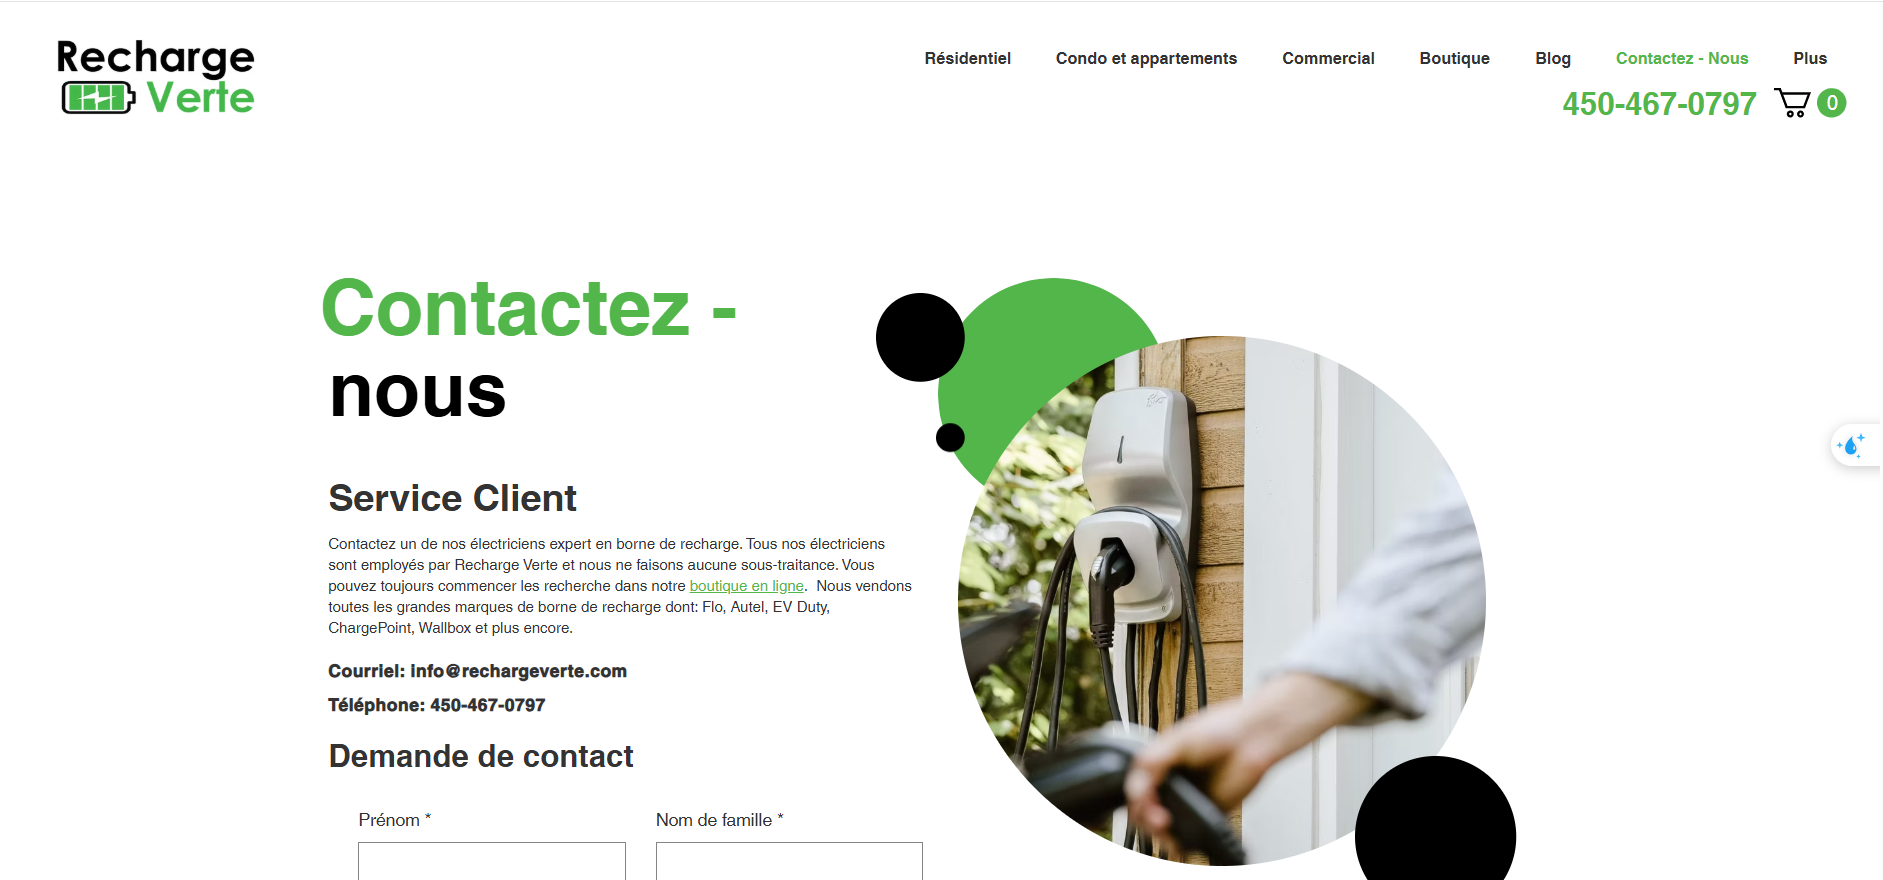 Recharge
Verte
Résidentiel
Condo et appartements
Commercial
Boutique
Blog
Contactez - Nous
Plus
450-467-0797
0
Contactez -
nous
Service Client
Contactez un de nos électriciens expert en borne de recharge. Tous nos électriciens
sont employés par Recharge Verte et nous ne faisons aucune sous-traitance. Vous
pouvez toujours commencer les recherche dans notre boutique en ligne.  Nous vendons
toutes les grandes marques de borne de recharge dont: Flo, Autel, EV Duty,
ChargePoint, Wallbox et plus encore.
Courriel: info@rechargeverte.com
Téléphone: 450-467-0797
Demande de contact
Prénom *
Nom de famille *
flo